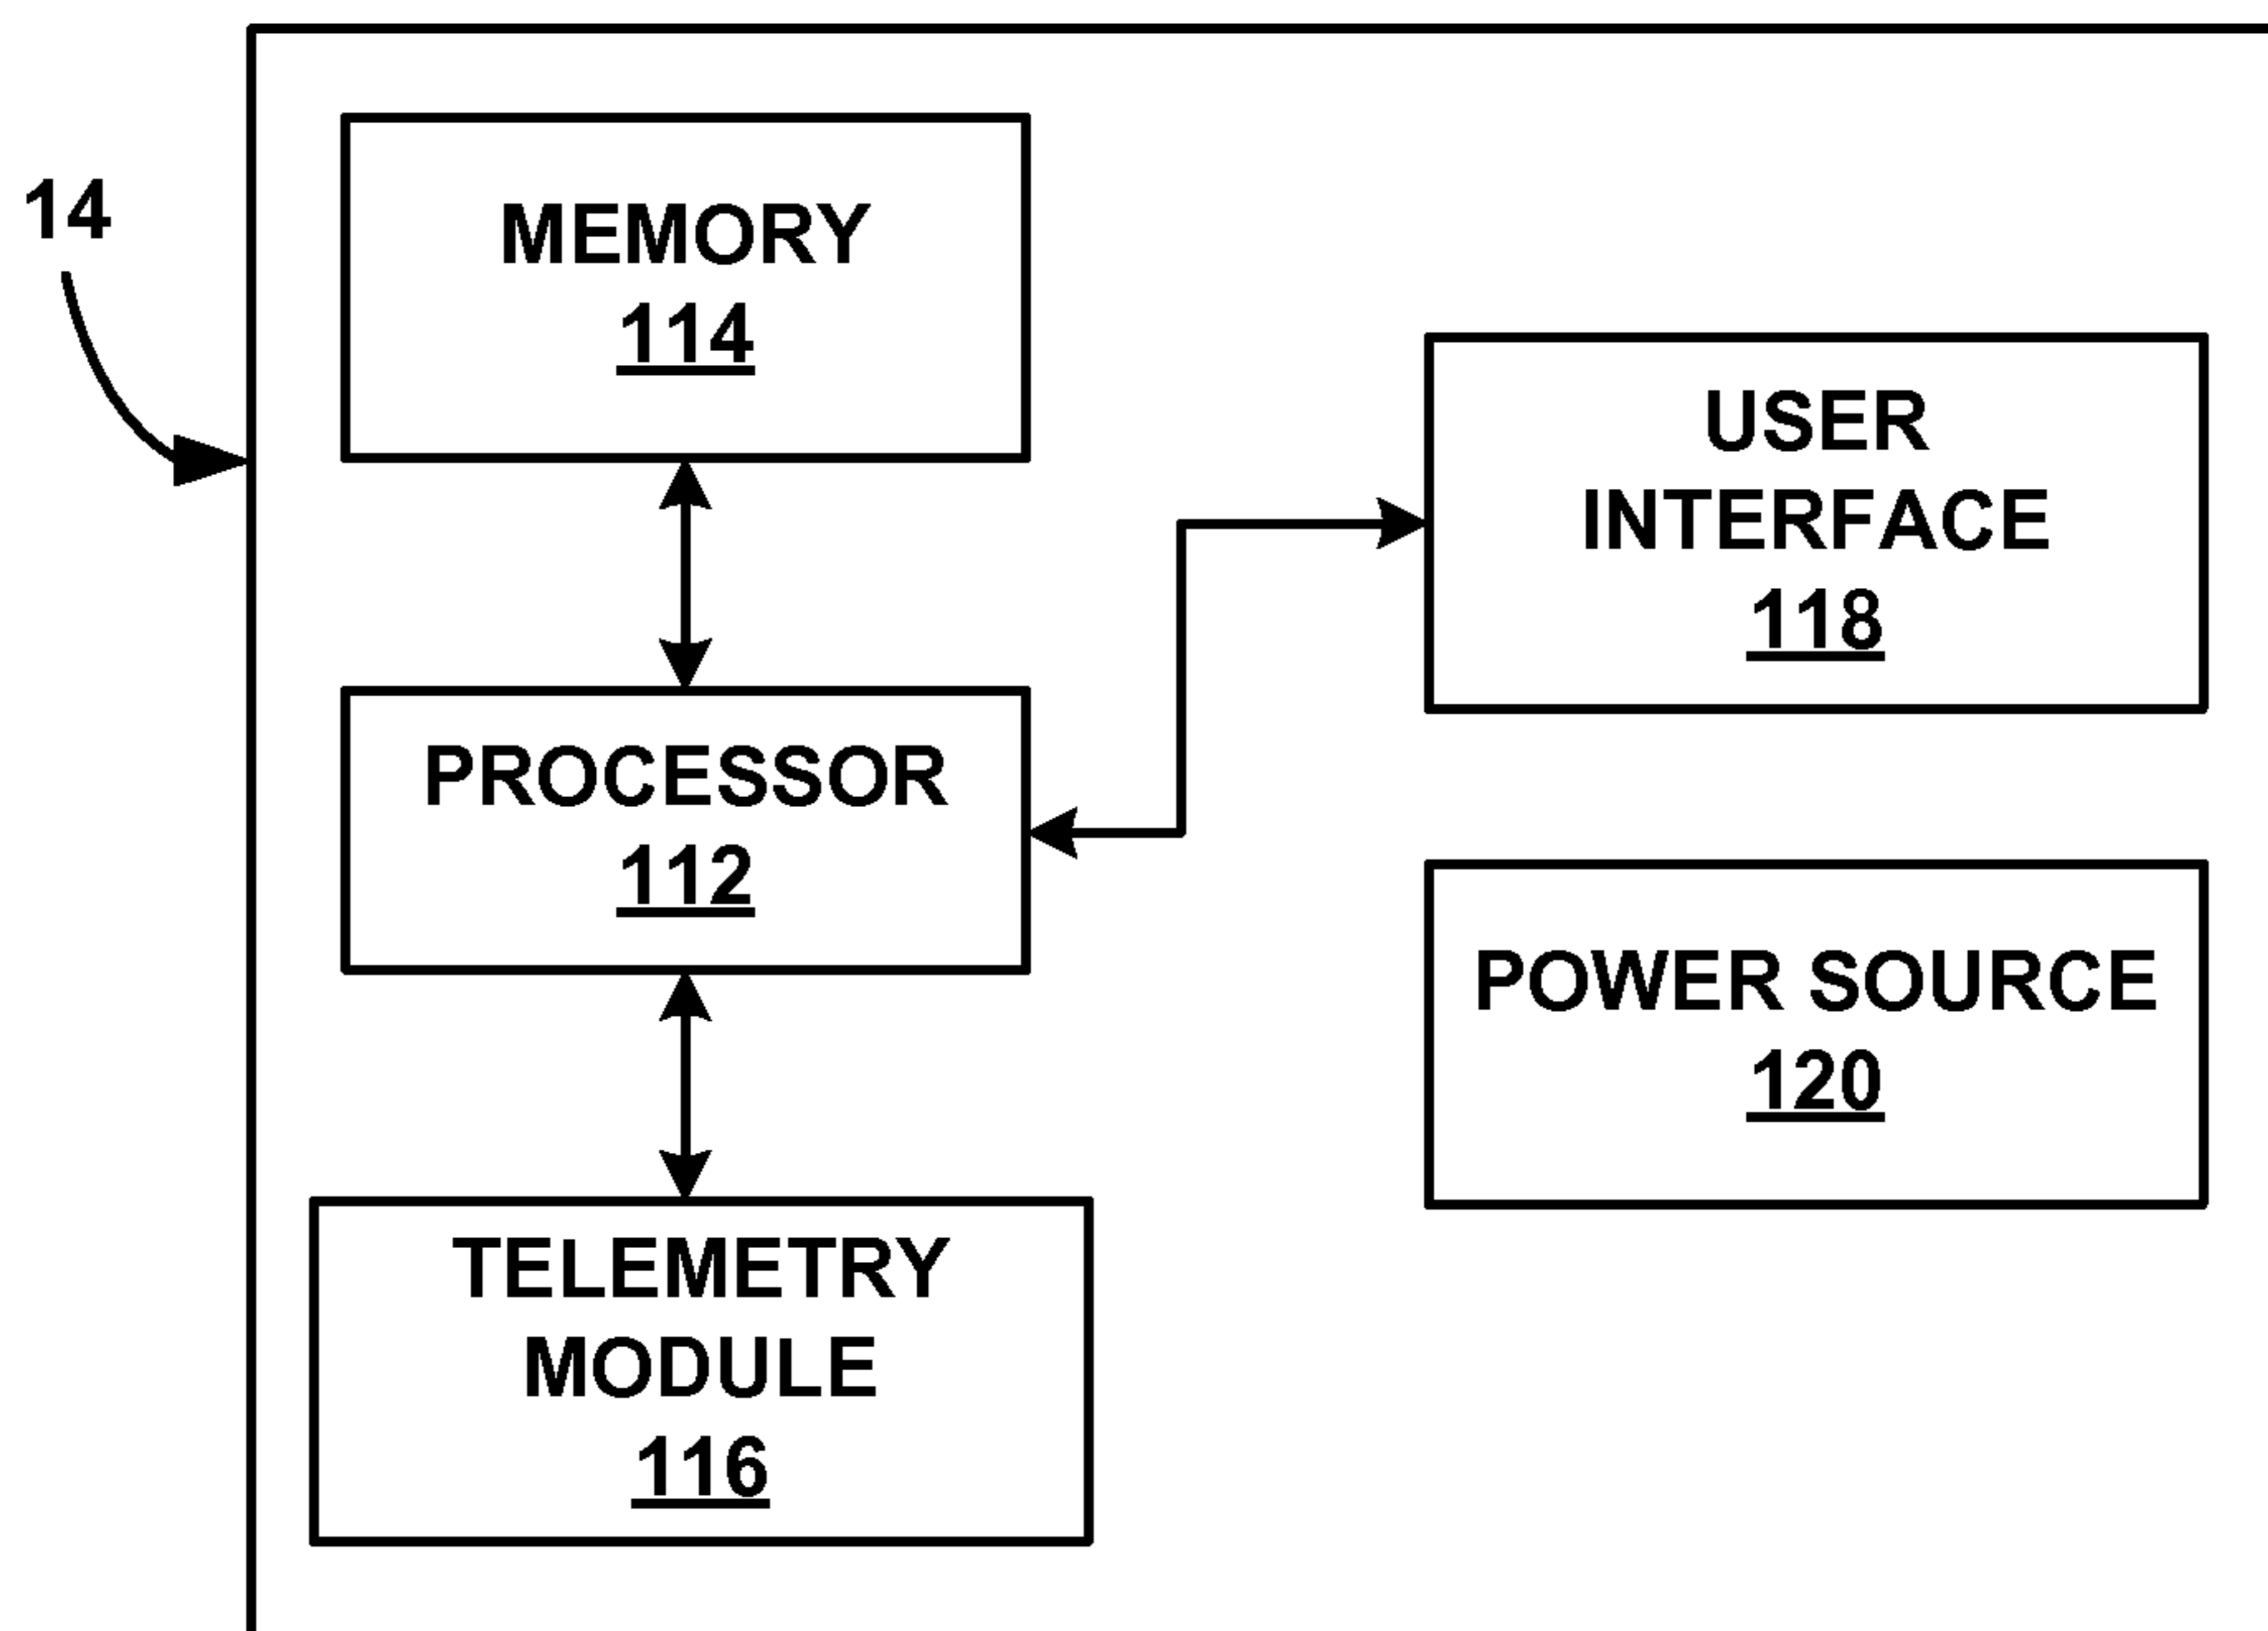 14
MEMORY
114
USER
INTERFACE
118
PROCESSOR
112
POWER SOURCE
120
TELEMETRY
MODULE
116